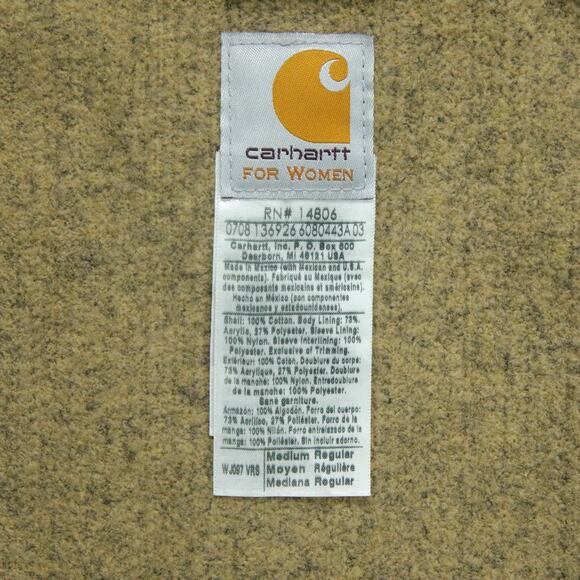 carhartt
FOR WOMEN
RN# 14806
0708 136926 6080443A 03
Carhartt, Inc. P. O. Box 600
Dearborn, MI 48121 USA
Made in Mexico (with Mexican and U.S.A.
components). Fabriqué au Mexique (avec
des composants mexicains et américains).
Hecho en México (con componentes
mexicanos y estadounidenses).
Shell: 100% Cotton. Body Lining: 73%
Acrylic, 27% Polyester. Sleeve Lining:
100% Nylon. Sleeve Interlining: 100%
Polyester. Exclusive of Trimming.
Extérieur: 100% Coton. Doublure du corps:
73% Acrylique, 27% Polyester. Doublure
de la manche: 100% Nylon. Entredoublure
de la manche: 100% Polyester.
Sans garniture.
Armazón: 100% Algodón. Forro del cuerpo:
73% Acrílico, 27% Poliéster. Forro de la
manga: 100% Nilón. Forro entrelazado de la
manga: 100% Poliéster. Sin incluir adorno.
WJ097 VRS
Medium Regular
Moyen Régulière
Mediana Regular